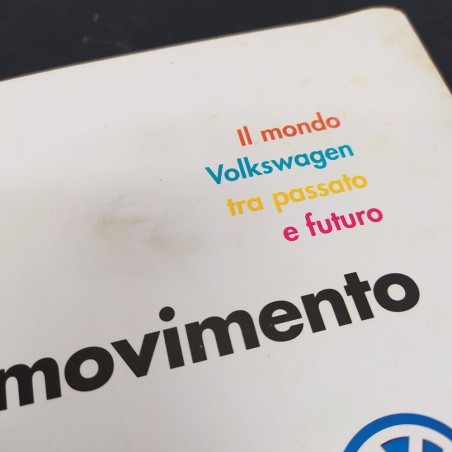 Il mondo
Volkswagen
tra passato
e futuro
movimento